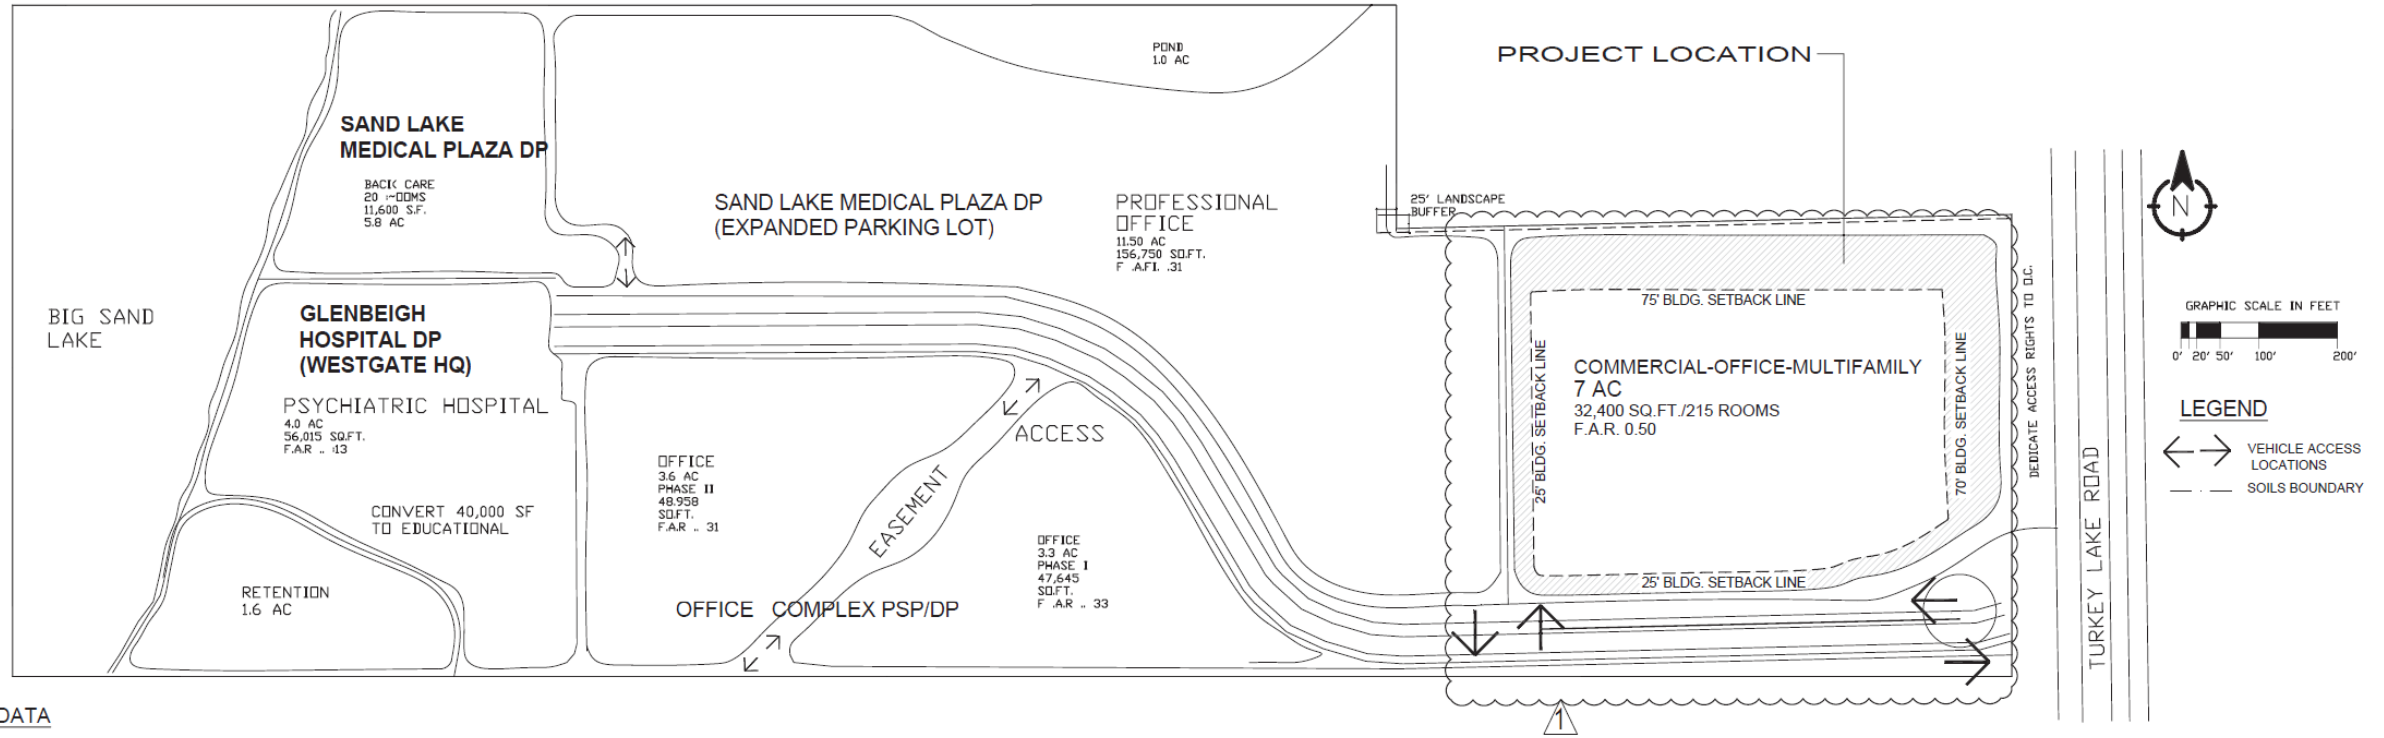 POND
1.0 AC
PROJECT LOCATION
SAND LAKE
MEDICAL PLAZA DP
BACK CARE
11,600 S.F.
5.8 AC
SAND LAKE MEDICAL PLAZA DP
(EXPANDED PARKING LOT)
PROFESSIONAL
OFFICE
11.50 AC
156,750 SQ.FT.
F .A.FI. .31
25' LANDSCAPE
BUFFER
N
BIG SAND
LAKE
GLENBEIGH
HOSPITAL DP
(WESTGATE HQ)
PSYCHIATRIC HOSPITAL
4.0 AC
56,015 SQ.FT.
F.A.R .. :13
CONVERT 40,000 SF
TO EDUCATIONAL
RETENTION
1.6 AC
OFFICE
3.6 AC
PHASE II
48.958
SQ.FT.
F.A.R .. 31
ACCESS
EASEMENT
OFFICE
3.3 AC
PHASE I
47,645
SQ.FT.
F .A.R .. 33
OFFICE COMPLEX PSP/DP
75' BLDG. SETBACK LINE
25' BLDG. SETBACK LINE
COMMERCIAL-OFFICE-MULTIFAMILY
7 AC
32,400 SQ.FT./215 ROOMS
F.A.R. 0.50
70' BLDG. SETBACK LINE
25' BLDG. SETBACK LINE
DEDICATE ACCESS RIGHTS TO O.C.
TURKEY LAKE ROAD
GRAPHIC SCALE IN FEET
0' 20' 50' 100' 200'
LEGEND
VEHICLE ACCESS
LOCATIONS
SOILS BOUNDARY
1
DATA